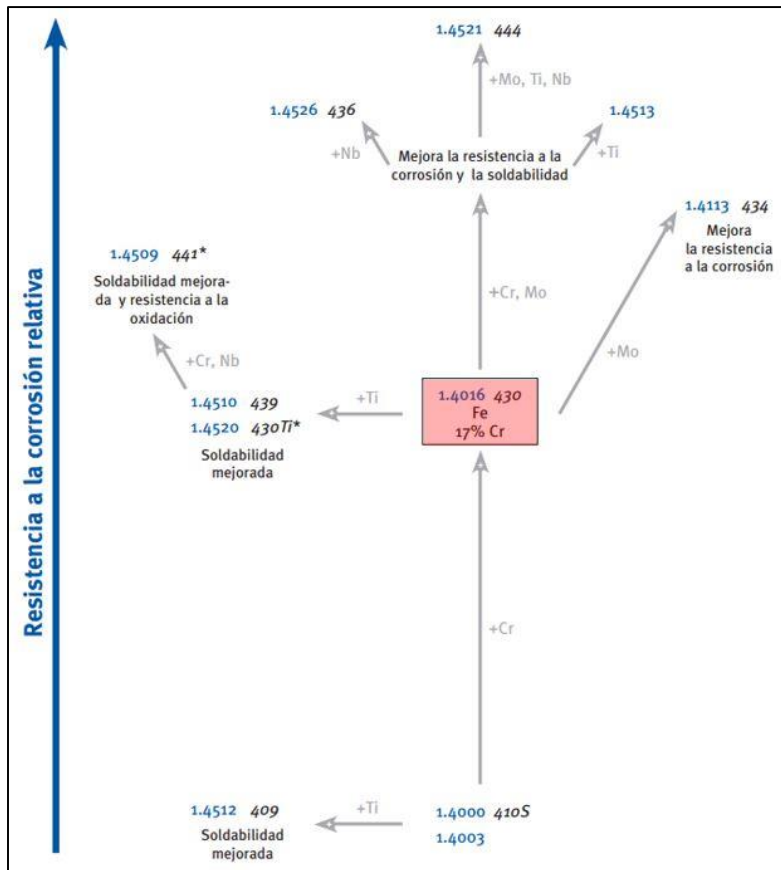 Resistencia a la corrosión relativa
1.4521 444
+Mo, Ti, Nb
1.4526 436
1.4513
+Nb
Mejora la resistencia a la
corrosión y la soldabilidad
+Ti
1.4113 434
Mejora
la resistencia
a la corrosión
1.4509 441*
Soldabilidad mejora-
da y resistencia a la
oxidación
+Cr, Mo
+Mo
+Cr, Nb
1.4510 439
1.4520 430Ti*
Soldabilidad
mejorada
+Ti
1.4016 430
Fe
17% Cr
+Cr
1.4512 409
Soldabilidad
mejorada
+Ti
1.4000 410S
1.4003